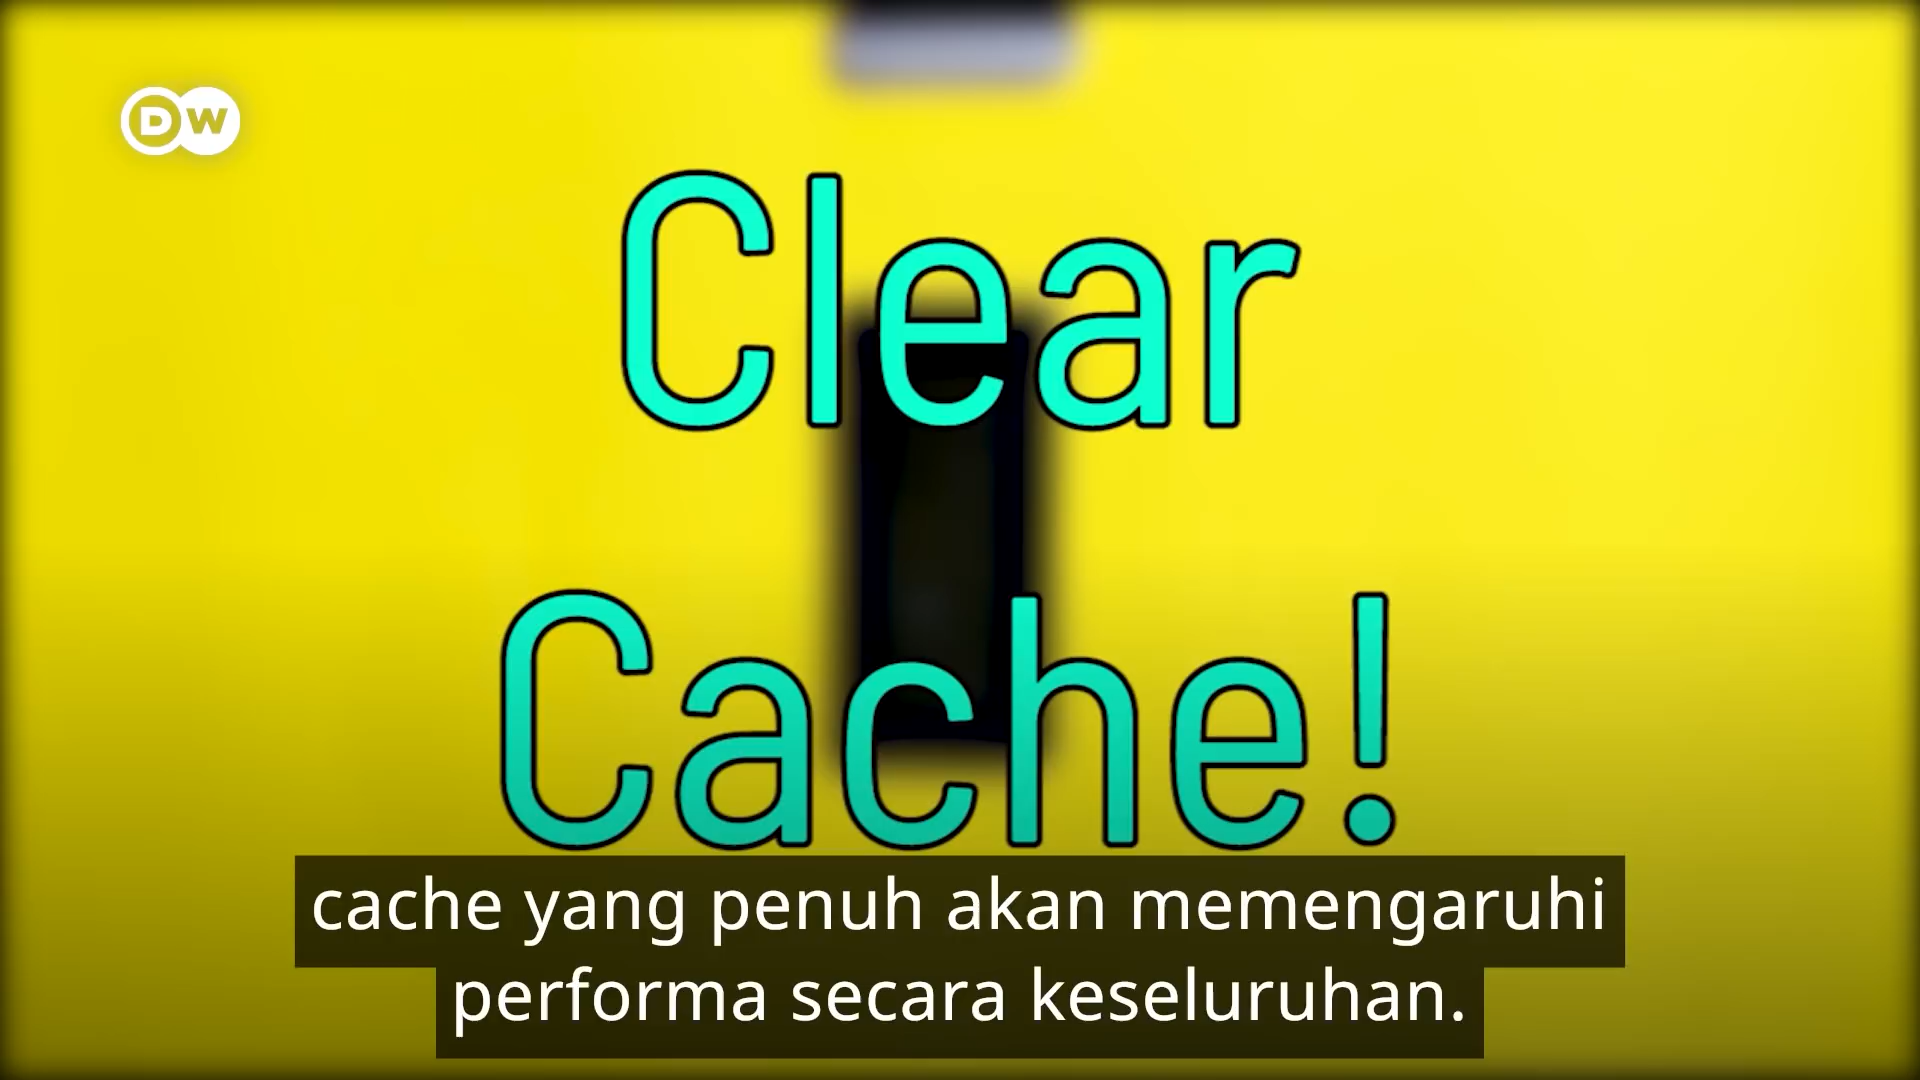 DW
Clear
Cache!
cache yang penuh akan memengaruhi
performa secara keseluruhan.